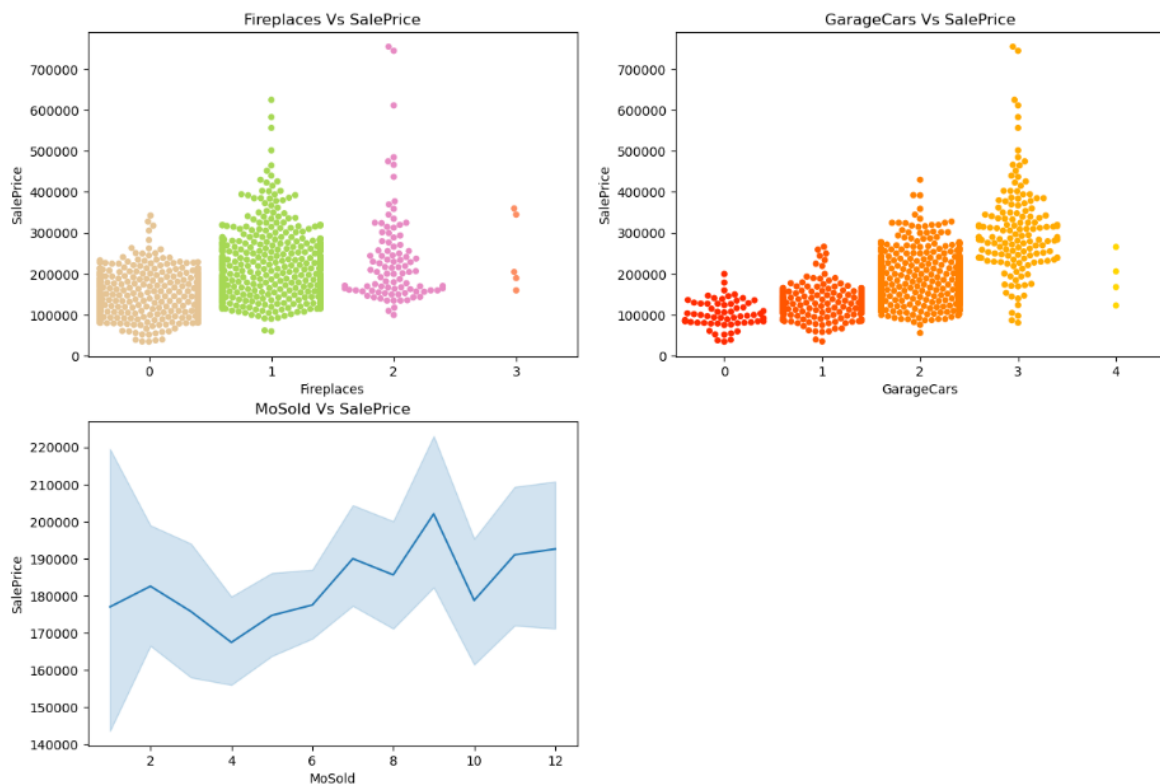 Fireplaces Vs SalePrice
700000
600000
500000
400000
300000
200000
100000
0
SalePrice
0 1 2 3
Fireplaces
GarageCars Vs SalePrice
700000
600000
500000
400000
300000
200000
100000
0
SalePrice
0 1 2 3 4
GarageCars
MoSold Vs SalePrice
220000
210000
200000
190000
180000
170000
160000
150000
140000
SalePrice
2 4 6 8 10 12
MoSold